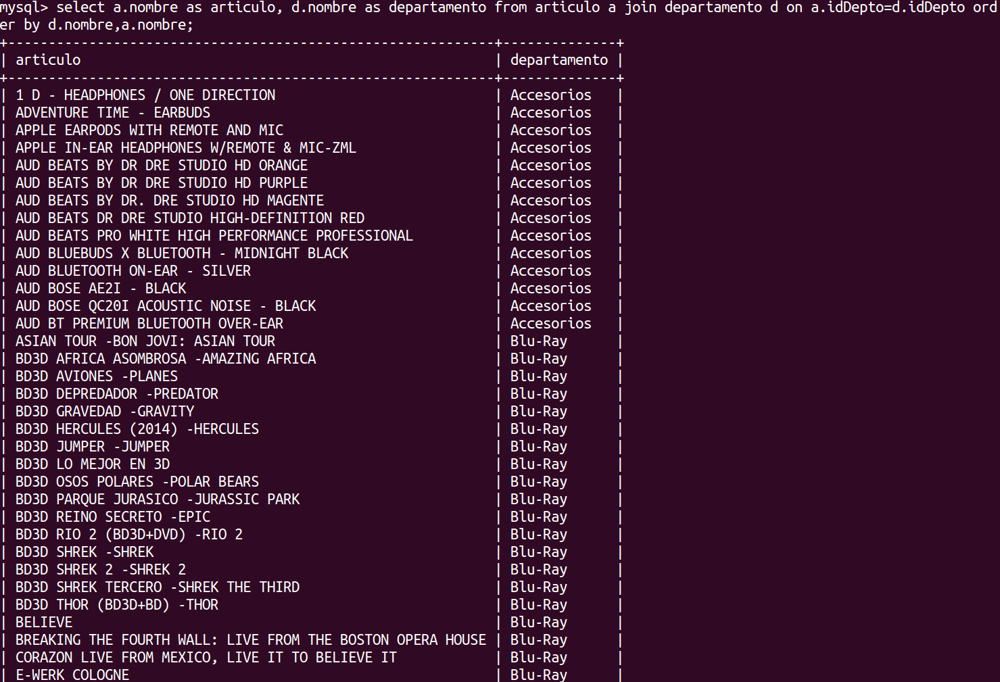 mysql> select a.nombre as articulo, d.nombre as departamento from articulo a join departamento d on a.idDepto=d.idDepto ord
er by d.nombre,a.nombre;
+------------------------------------------------------------+--------------+
| articulo                                                   | departamento |
+------------------------------------------------------------+--------------+
| 1 D - HEADPHONES / ONE DIRECTION                           | Accesorios   |
| ADVENTURE TIME - EARBUDS                                   | Accesorios   |
| APPLE EARPODS WITH REMOTE AND MIC                          | Accesorios   |
| APPLE IN-EAR HEADPHONES W/REMOTE & MIC-ZML                 | Accesorios   |
| AUD BEATS BY DR DRE STUDIO HD ORANGE                       | Accesorios   |
| AUD BEATS BY DR DRE STUDIO HD PURPLE                       | Accesorios   |
| AUD BEATS BY DR. DRE STUDIO HD MAGENTE                     | Accesorios   |
| AUD BEATS DR DRE STUDIO HIGH-DEFINITION RED                | Accesorios   |
| AUD BEATS PRO WHITE HIGH PERFORMANCE PROFESSIONAL          | Accesorios   |
| AUD BLUEBUDS X BLUETOOTH - MIDNIGHT BLACK                  | Accesorios   |
| AUD BLUETOOTH ON-EAR - SILVER                              | Accesorios   |
| AUD BOSE AE2I - BLACK                                      | Accesorios   |
| AUD BOSE QC20I ACOUSTIC NOISE - BLACK                      | Accesorios   |
| AUD BT PREMIUM BLUETOOTH OVER-EAR                          | Accesorios   |
| ASIAN TOUR -BON JOVI: ASIAN TOUR                           | Blu-Ray      |
| BD3D AFRICA ASOMBROSA -AMAZING AFRICA                      | Blu-Ray      |
| BD3D AVIONES -PLANES                                       | Blu-Ray      |
| BD3D DEPREDADOR -PREDATOR                                  | Blu-Ray      |
| BD3D GRAVEDAD -GRAVITY                                     | Blu-Ray      |
| BD3D HERCULES (2014) -HERCULES                             | Blu-Ray      |
| BD3D JUMPER -JUMPER                                        | Blu-Ray      |
| BD3D LO MEJOR EN 3D                                        | Blu-Ray      |
| BD3D OSOS POLARES -POLAR BEARS                             | Blu-Ray      |
| BD3D PARQUE JURASICO -JURASSIC PARK                        | Blu-Ray      |
| BD3D REINO SECRETO -EPIC                                   | Blu-Ray      |
| BD3D RIO 2 (BD3D+DVD) -RIO 2                               | Blu-Ray      |
| BD3D SHREK -SHREK                                          | Blu-Ray      |
| BD3D SHREK 2 -SHREK 2                                      | Blu-Ray      |
| BD3D SHREK TERCERO -SHREK THE THIRD                        | Blu-Ray      |
| BD3D THOR (BD3D+BD) -THOR                                  | Blu-Ray      |
| BELIEVE                                                    | Blu-Ray      |
| BREAKING THE FOURTH WALL: LIVE FROM THE BOSTON OPERA HOUSE | Blu-Ray      |
| CORAZON LIVE FROM MEXICO, LIVE IT TO BELIEVE IT            | Blu-Ray      |
| E-WERK COLOGNE                                             | Blu-Ray      |